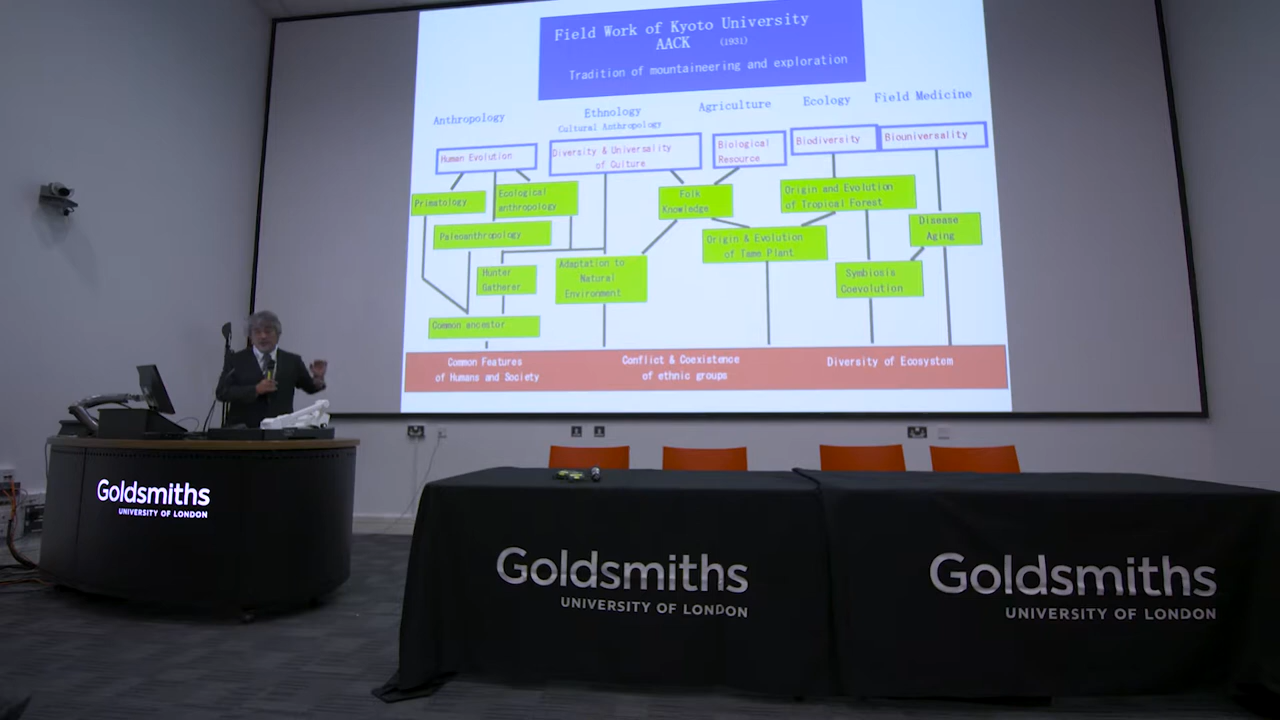 Field Work of Kyoto University
AACK (1931)
Tradition of mountaineering and exploration
Anthropology
Ethnology
Cultural Anthropology
Agriculture
Ecology
Field Medicine
Human Evolution
Diversity & Universality
of Culture
Biological
Resource
Biodiversity
Biouniversality
Primatology
Ecological
anthropology
Folk
Knowledge
Origin and Evolution
of Tropical Forest
Disease
Aging
Paleoanthropology
Origin & Evolution
of Tame Plant
Hunter
Gatherer
Adaptation to
Natural
Environment
Symbiosis
Coevolution
Common ancestor
Common Features
of Humans and Society
Conflict & Coexistence
of ethnic groups
Diversity of Ecosystem
Goldsmiths
UNIVERSITY OF LONDON
Goldsmiths
UNIVERSITY OF LONDON
Goldsmiths
UNIVERSITY OF LONDON